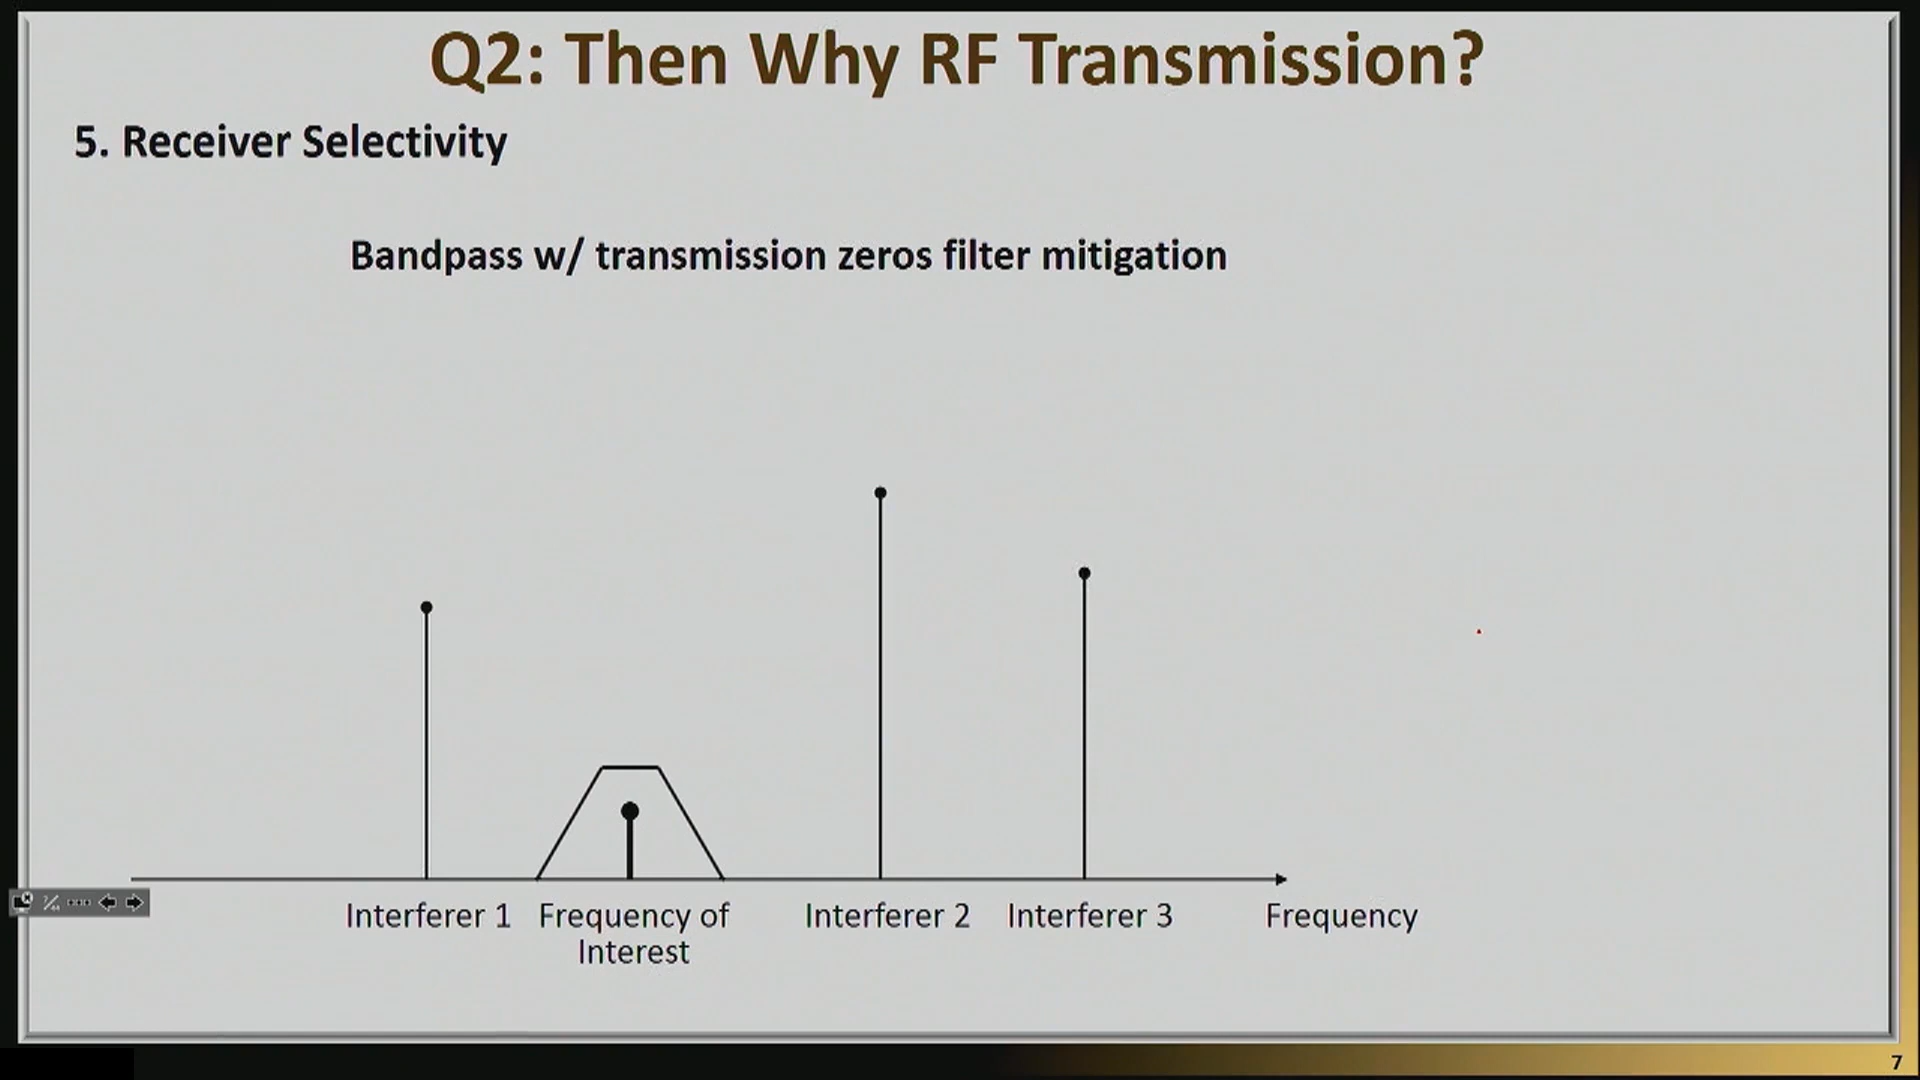 Q2: Then Why RF Transmission?
5. Receiver Selectivity
Bandpass w/ transmission zeros filter mitigation
Interferer 1
Frequency of
Interest
Interferer 2
Interferer 3
Frequency
7